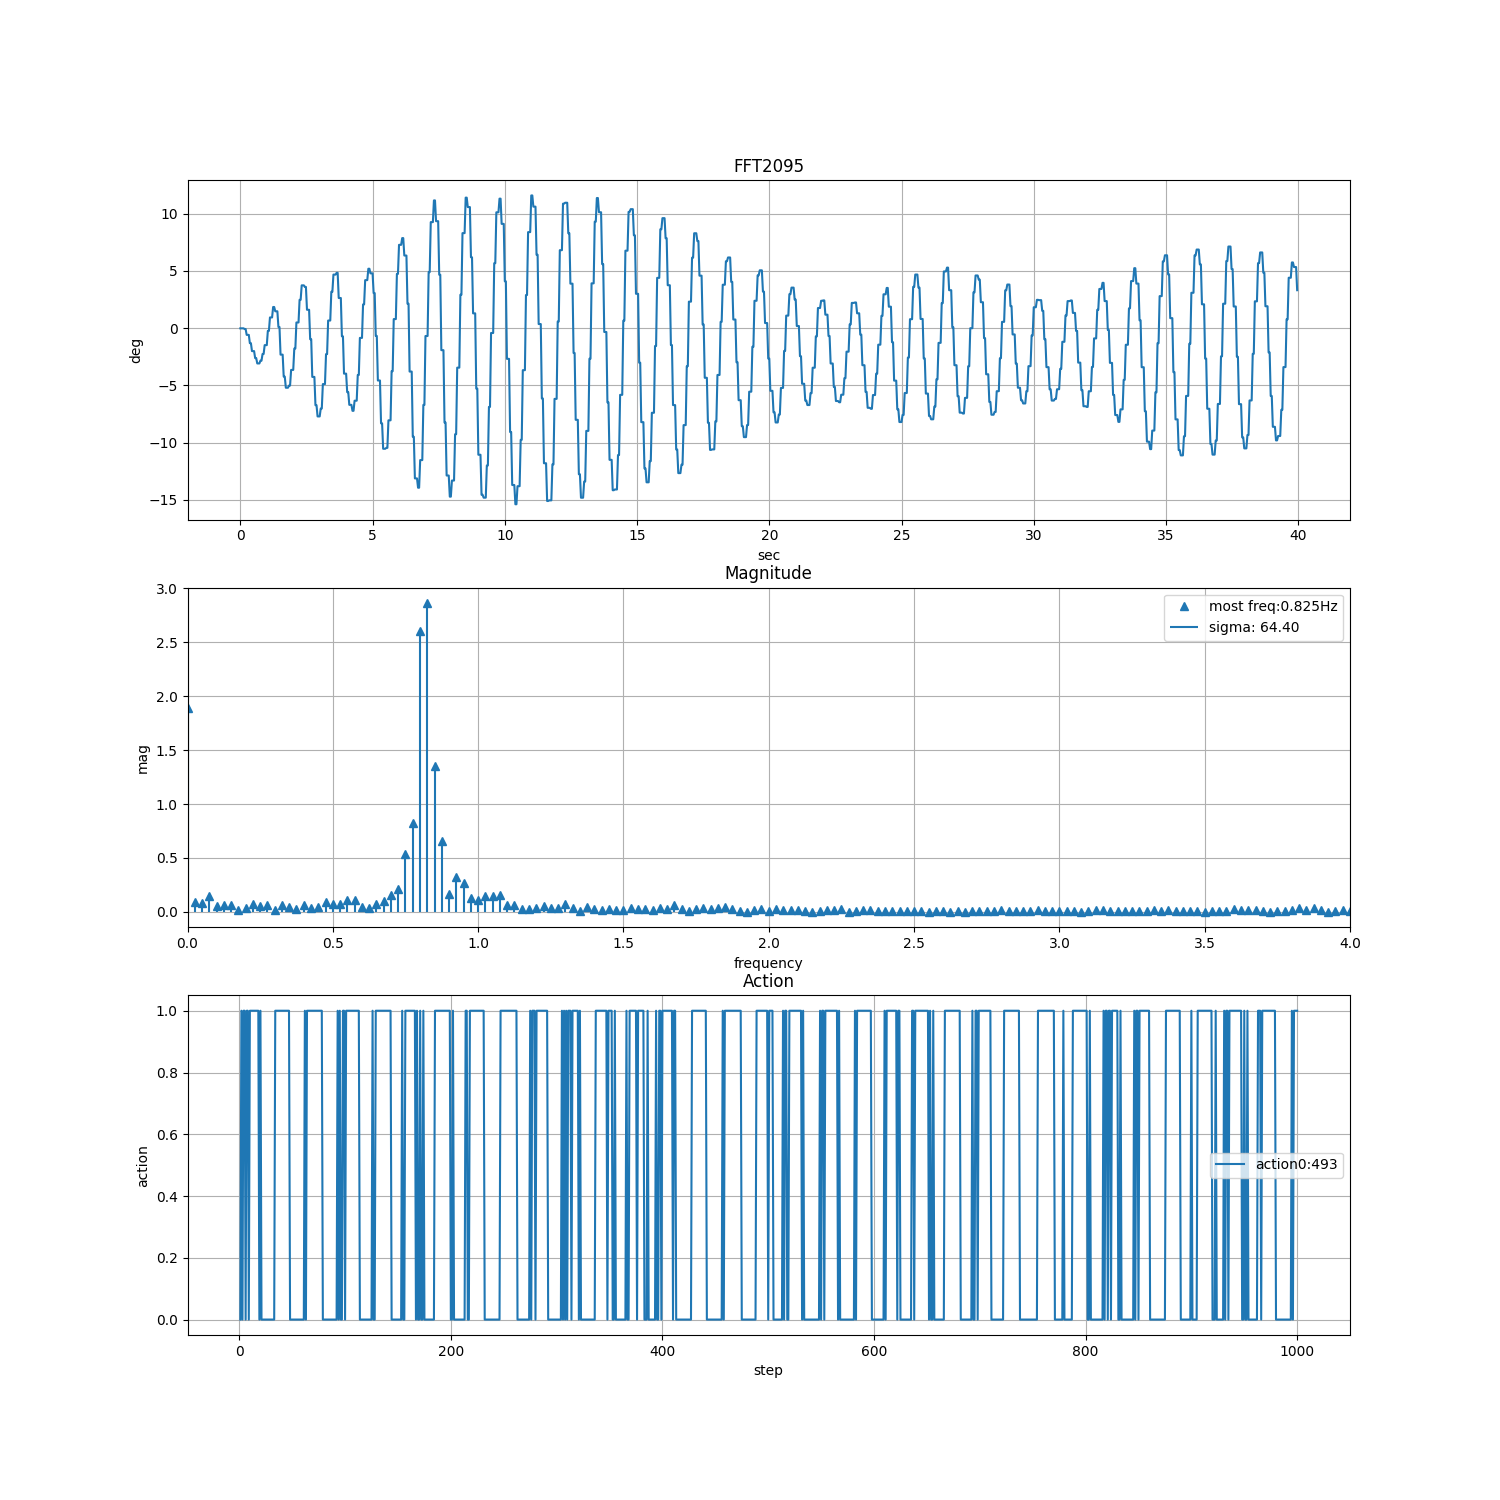 FFT2095
10
5
0
−5
−10
−15
deg
0 5 10 15 20 25 30 35 40
sec
Magnitude
3.0
2.5
2.0
1.5
1.0
0.5
0.0
mag
most freq:0.825Hz
sigma: 64.40
0.0 0.5 1.0 1.5 2.0 2.5 3.0 3.5 4.0
frequency
Action
1.0
0.8
0.6
0.4
0.2
0.0
action
action0:493
0 200 400 600 800 1000
step